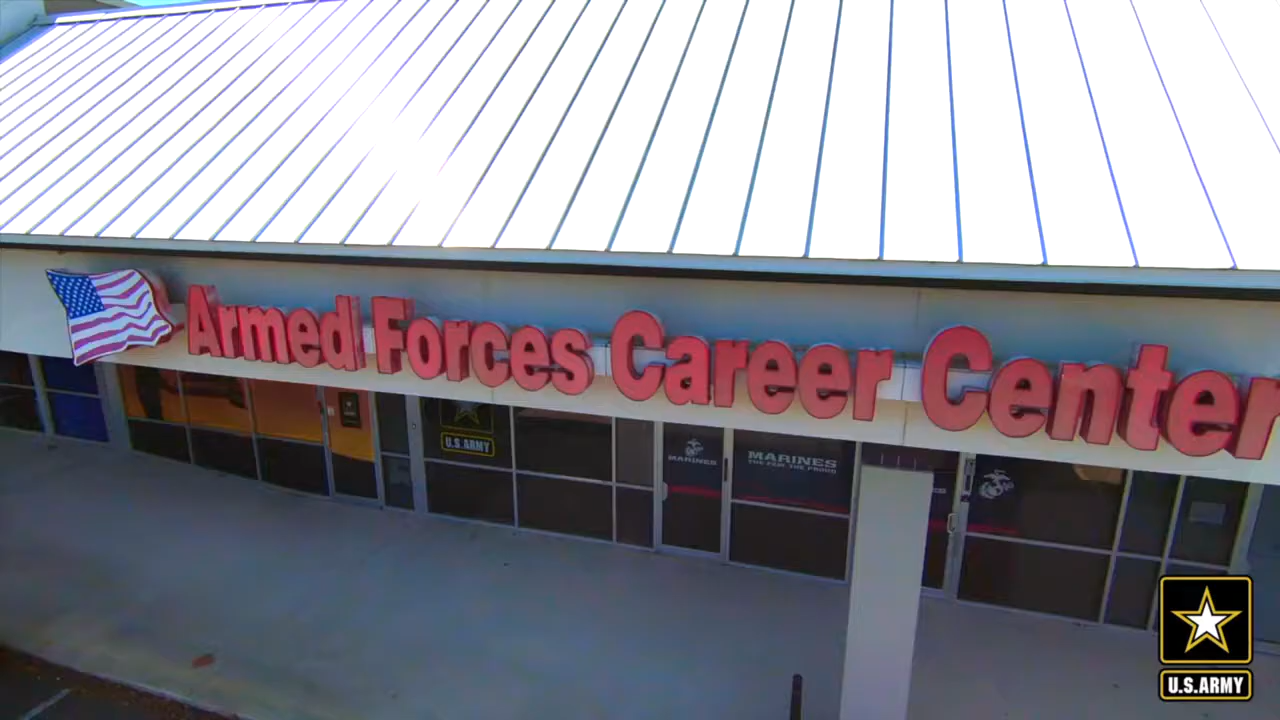 Armed Forces Career Center
U.S.ARMY
MARINES
MARINES
THE FEW. THE PROUD.
U.S.ARMY